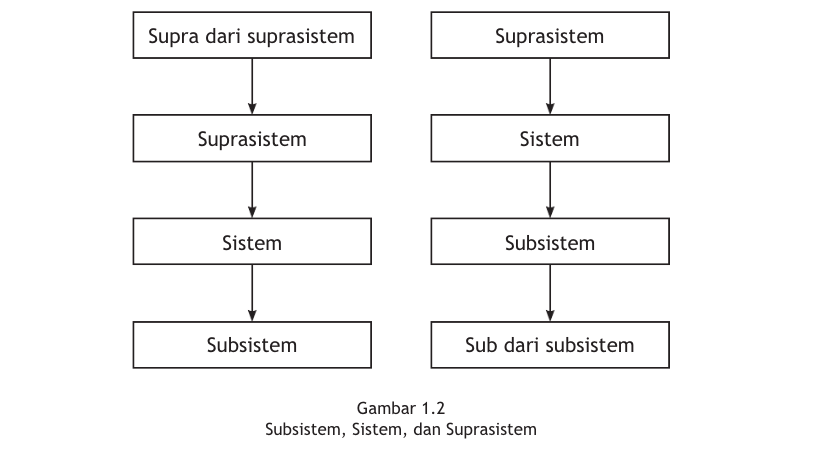 Supra dari suprasistem
Suprasistem
Sistem
Subsistem
Suprasistem
Sistem
Subsistem
Sub dari subsistem
Gambar 1.2
Subsistem, Sistem, dan Suprasistem